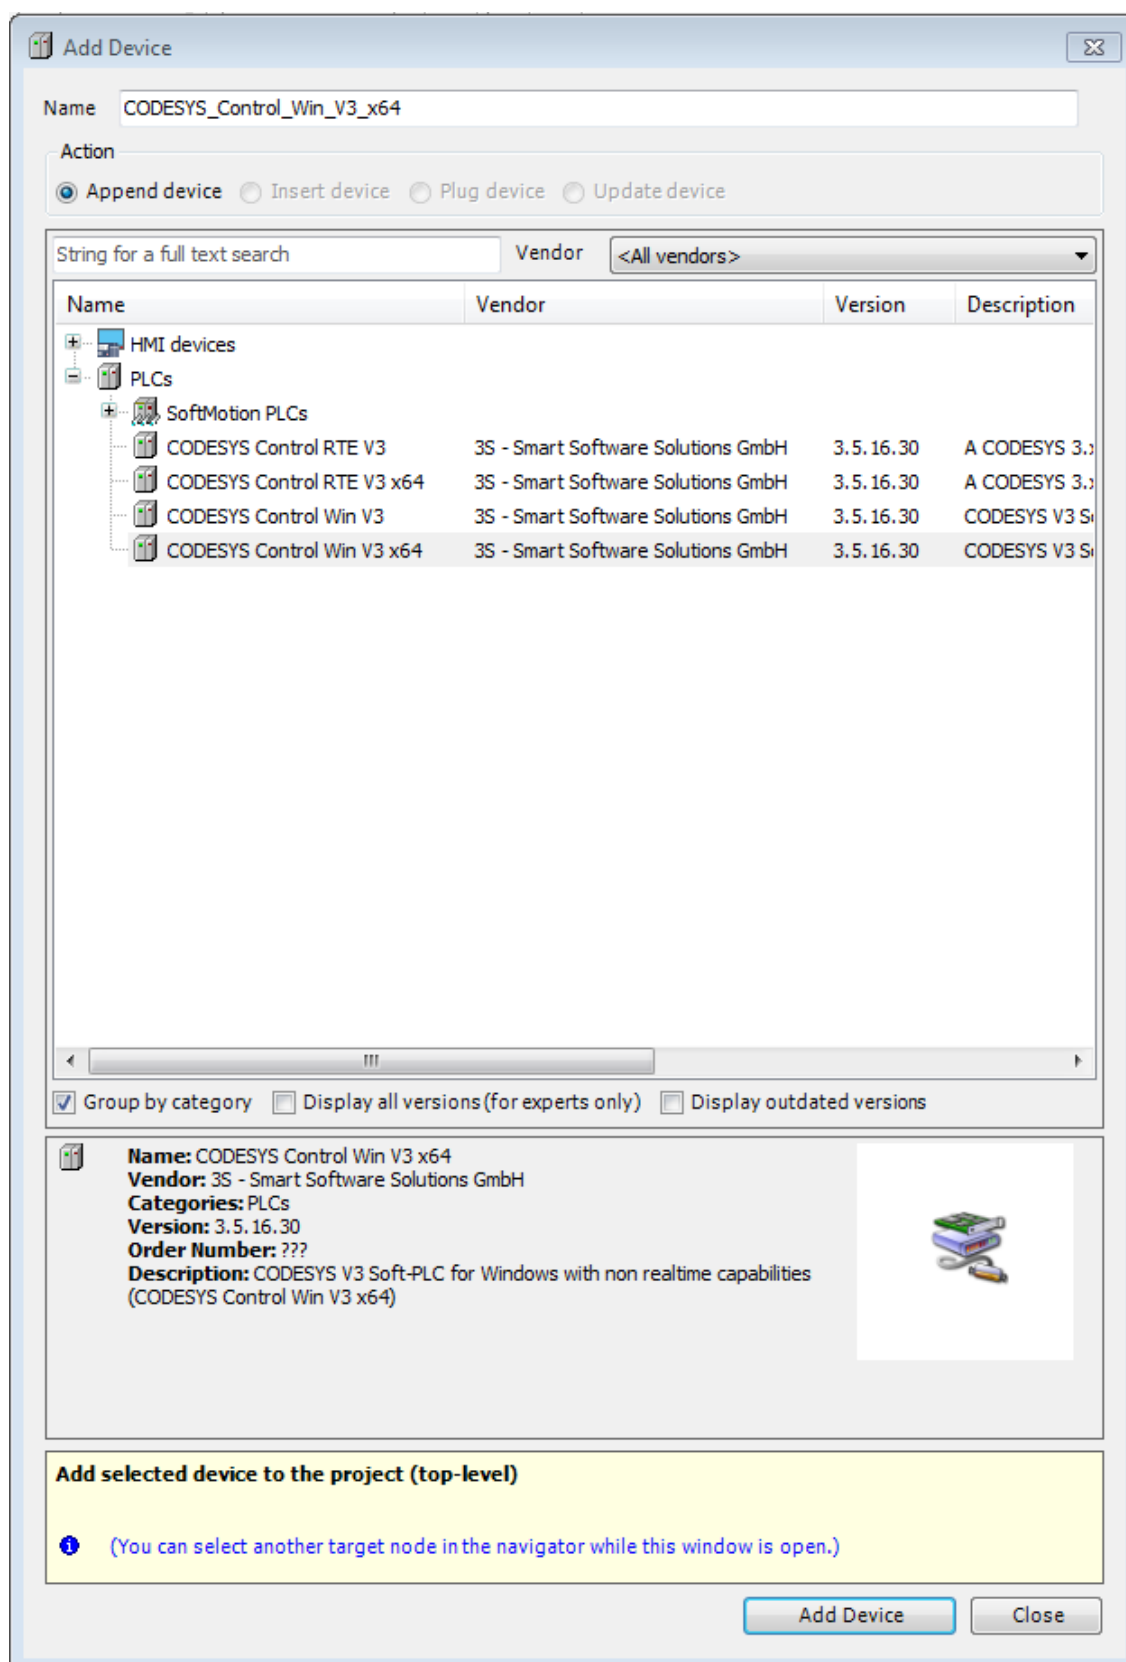 Add Device
Name CODESYS_Control_Win_V3_x64
Action
Append device Insert device Plug device Update device
String for a full text search Vendor <All vendors>
Name Vendor Version Description
HMI devices
PLCs
SoftMotion PLCs
CODESYS Control RTE V3 3S - Smart Software Solutions GmbH 3.5.16.30 A CODESYS 3.
CODESYS Control RTE V3 x64 3S - Smart Software Solutions GmbH 3.5.16.30 A CODESYS 3.
CODESYS Control Win V3 3S - Smart Software Solutions GmbH 3.5.16.30 CODESYS V3 S
CODESYS Control Win V3 x64 3S - Smart Software Solutions GmbH 3.5.16.30 CODESYS V3 S
Group by category Display all versions (for experts only) Display outdated versions
Name: CODESYS Control Win V3 x64
Vendor: 3S - Smart Software Solutions GmbH
Categories: PLCs
Version: 3.5.16.30
Order Number: ???
Description: CODESYS V3 Soft-PLC for Windows with non realtime capabilities
(CODESYS Control Win V3 x64)
Add selected device to the project (top-level)
(You can select another target node in the navigator while this window is open.)
Add Device Close